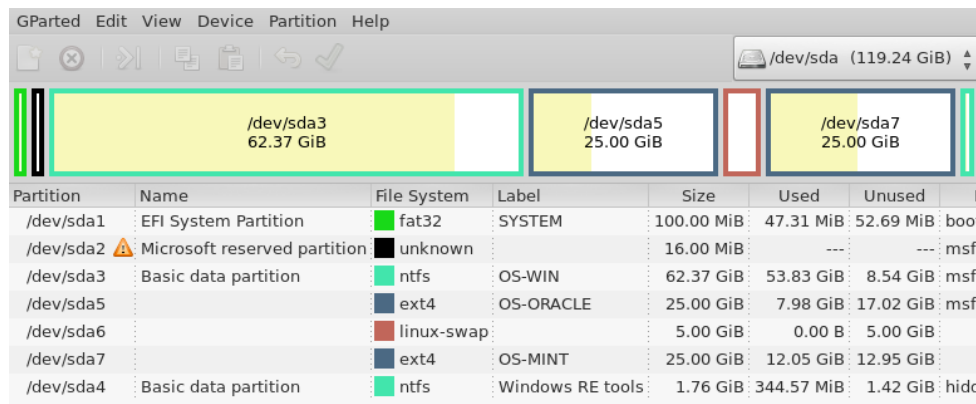 GParted Edit View Device Partition Help
/dev/sda (119.24 GiB)
/dev/sda3 /dev/sda5 /dev/sda7
62.37 GiB 25.00 GiB 25.00 GiB
Partition Name File System Label Size Used Unused
/dev/sda1 EFI System Partition fat32 SYSTEM 100.00 MiB 47.31 MiB 52.69 MiB boo
/dev/sda2 Microsoft reserved partition unknown 16.00 MiB --- --- msf
/dev/sda3 Basic data partition ntfs OS-WIN 62.37 GiB 53.83 GiB 8.54 GiB msf
/dev/sda5 ext4 OS-ORACLE 25.00 GiB 7.98 GiB 17.02 GiB msf
/dev/sda6 linux-swap 5.00 GiB 0.00 B 5.00 GiB
/dev/sda7 ext4 OS-MINT 25.00 GiB 12.05 GiB 12.95 GiB
/dev/sda4 Basic data partition ntfs Windows RE tools 1.76 GiB 344.57 MiB 1.42 GiB hidd